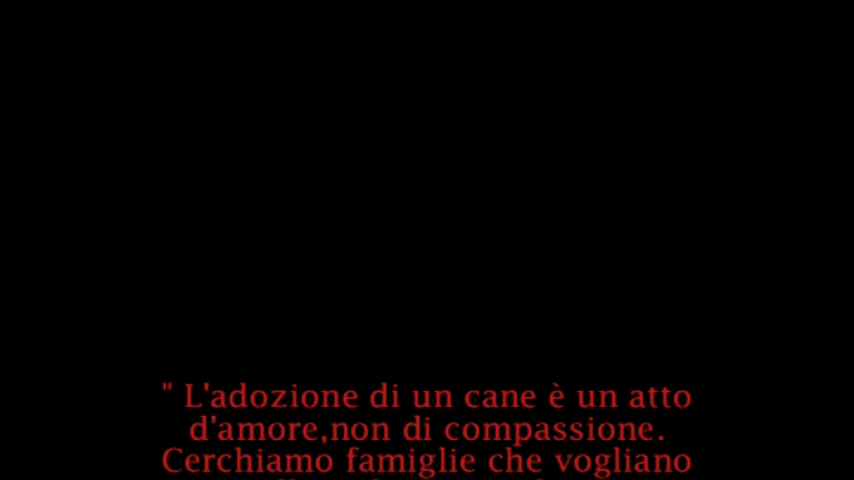 " L'adozione di un cane è un atto
d'amore,non di compassione.
Cerchiamo famiglie che vogliano